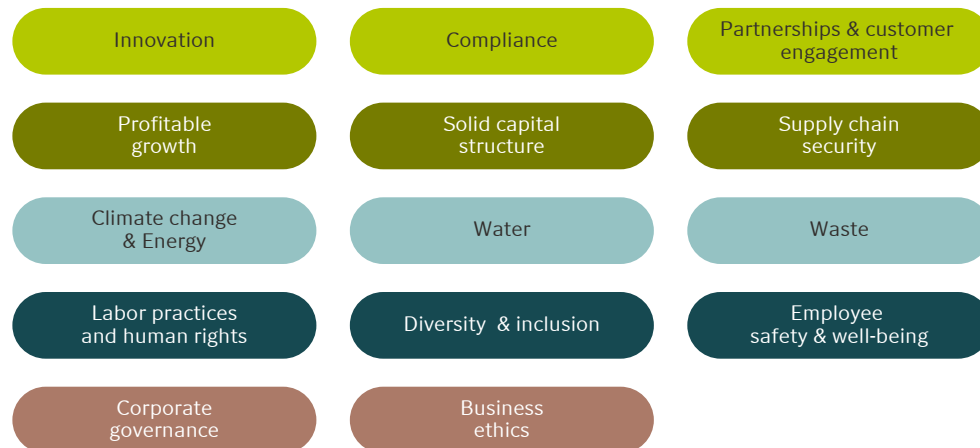 Innovation
Compliance
Partnerships & customer
engagement
Profitable
growth
Solid capital
structure
Supply chain
security
Climate change
& Energy
Water
Waste
Labor practices
and human rights
Diversity & inclusion
Employee
safety & well-being
Corporate
governance
Business
ethics